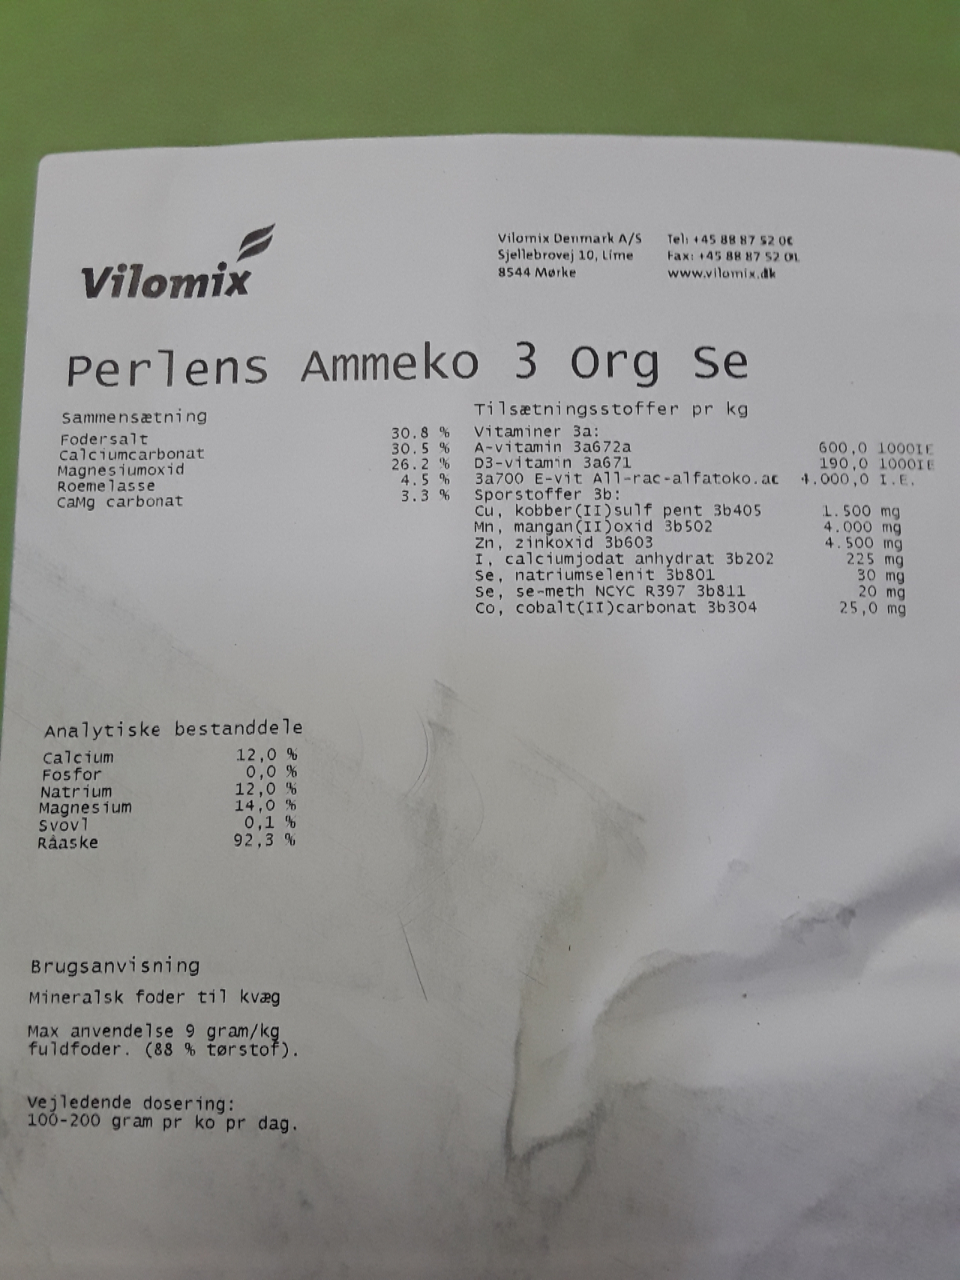 Vilomix
Vilomix Denmark A/S
Sjellebrovej 10, Lime
8544 Mørke
Tel: +45 88 87 52 00
Fax: +45 88 87 52 01
www.vilomix.dk
Perlens Ammeko 3 Org Se
Sammensætning
Fodersalt 30.8 %
Calciumcarbonat 30.5 %
Magnesiumoxid 26.2 %
Roemelasse 4.5 %
CaMg carbonat 3.3 %
Tilsætningsstoffer pr kg
Vitaminer 3a:
A-vitamin 3a672a 600,0 1000IE
D3-vitamin 3a671 190,0 1000IE
3a700 E-vit All-rac-alfatoko.ac 4.000,0 I.E.
Sporstoffer 3b:
Cu, kobber(II)sulf pent 3b405 1.500 mg
Mn, mangan(II)oxid 3b502 4.000 mg
Zn, zinkoxid 3b603 4.500 mg
I, calciumjodat anhydrat 3b202 225 mg
Se, natriumselenit 3b801 30 mg
Se, se-meth NCYC R397 3b811 20 mg
Co, cobalt(II)carbonat 3b304 25,0 mg
Analytiske bestanddele
Calcium 12,0 %
Fosfor 0,0 %
Natrium 12,0 %
Magnesium 14,0 %
Svovl 0,1 %
Råaske 92,3 %
Brugsanvisning
Mineralsk foder til kvæg
Max anvendelse 9 gram/kg
fuldfoder. (88 % tørstof).
Vejledende dosering:
100-200 gram pr ko pr dag.